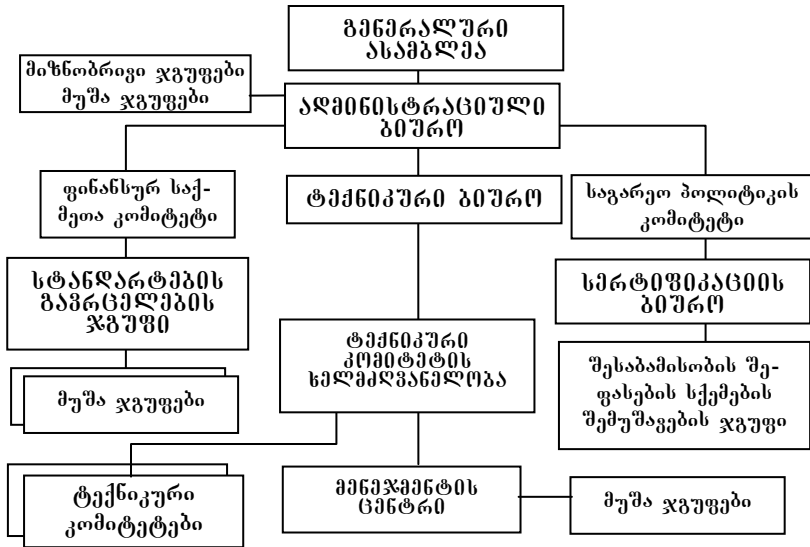 გენერალური
ასამბლეა
მიზნობრივი ჯგუფები
მუშა ჯგუფები
ადმინისტრაციული
ბიურო
ფინანსურ საქ-
მეთა კომიტეტი
ტექნიკური ბიურო
საგარეო პოლიტიკის
კომიტეტი
სტანდარტების
გავრცელების
ჯგუფი
სერტიფიკაციის
ბიურო
ტექნიკური
კომიტეტის
ხელმძღვანელობა
შესაბამისობის შე-
ფასების სქემების
შემუშავების ჯგუფი
მუშა ჯგუფები
ტექნიკური
კომიტეტები
მენეჯმენტის
ცენტრი
მუშა ჯგუფები